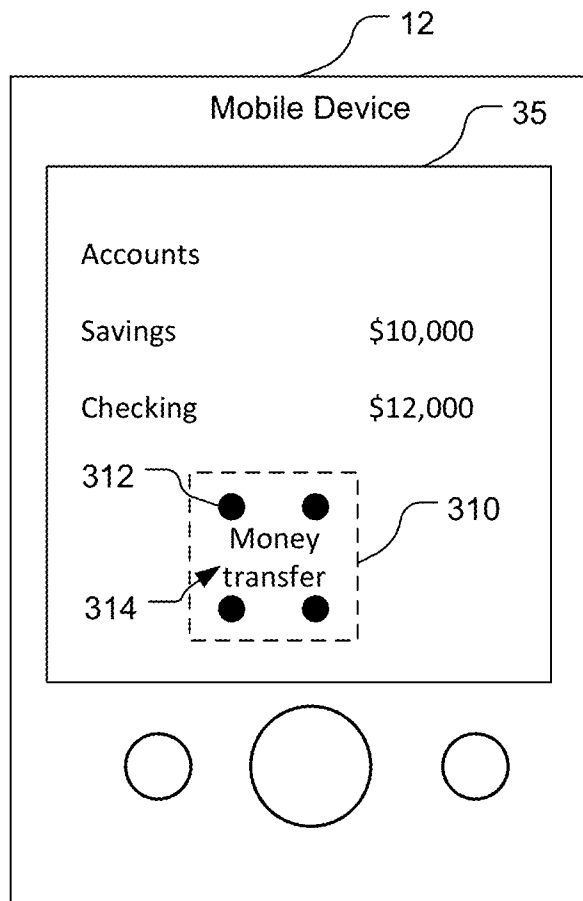 12
Mobile Device
35
Accounts
Savings $10,000
Checking $12,000
312
310
Money
transfer
314